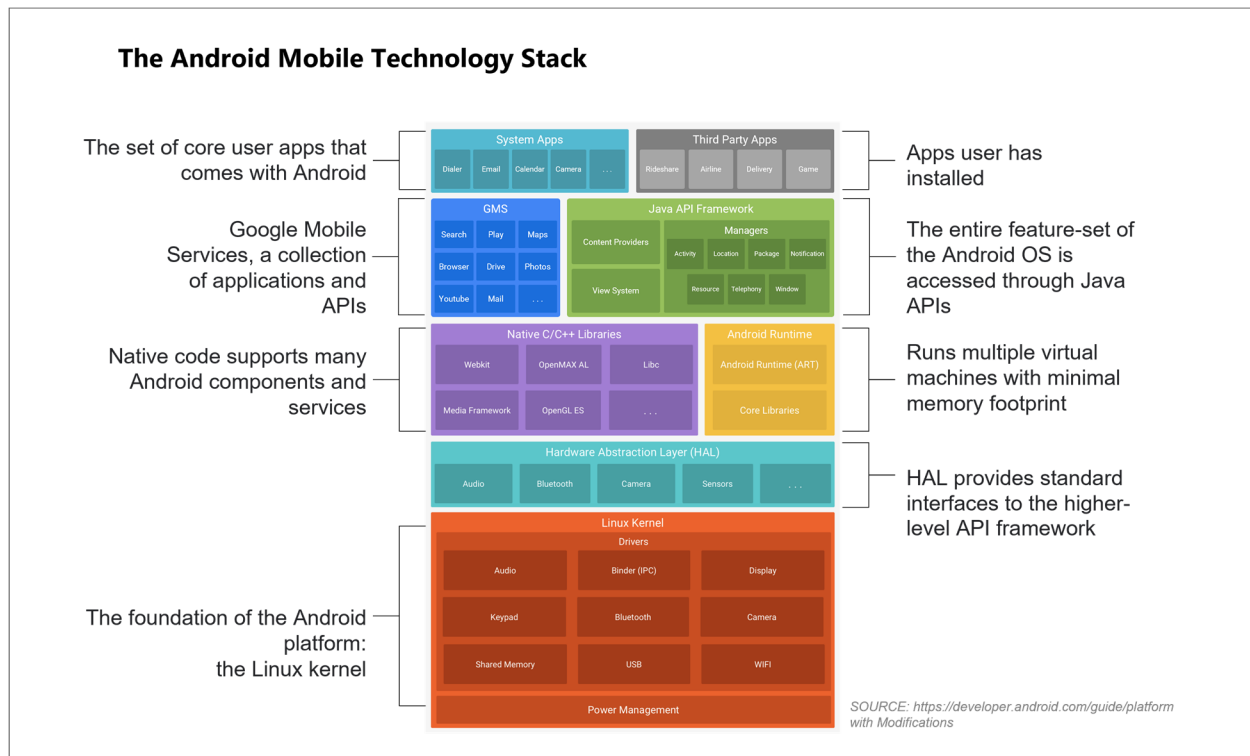 The Android Mobile Technology Stack
The set of core user apps that
comes with Android
System Apps
Dialer
Email
Calendar
Camera
. . .
Third Party Apps
Rideshare
Airline
Delivery
Game
Apps user has
installed
Google Mobile
Services, a collection
of applications and
APIs
GMS
Search
Play
Maps
Browser
Drive
Photos
Youtube
Mail
. . .
Java API Framework
Content Providers
View System
Managers
Activity
Location
Package
Notification
Resource
Telephony
Window
The entire feature-set of
the Android OS is
accessed through Java
APIs
Native code supports many
Android components and
services
Native C/C++ Libraries
Webkit
OpenMAX AL
Libc
Media Framework
OpenGL ES
. . .
Android Runtime
Android Runtime (ART)
Core Libraries
Runs multiple virtual
machines with minimal
memory footprint
Hardware Abstraction Layer (HAL)
Audio
Bluetooth
Camera
Sensors
. . .
HAL provides standard
interfaces to the higher-
level API framework
The foundation of the Android
platform:
the Linux kernel
Linux Kernel
Drivers
Audio
Binder (IPC)
Display
Keypad
Bluetooth
Camera
Shared Memory
USB
WIFI
Power Management
SOURCE: https://developer.android.com/guide/platform
with Modifications